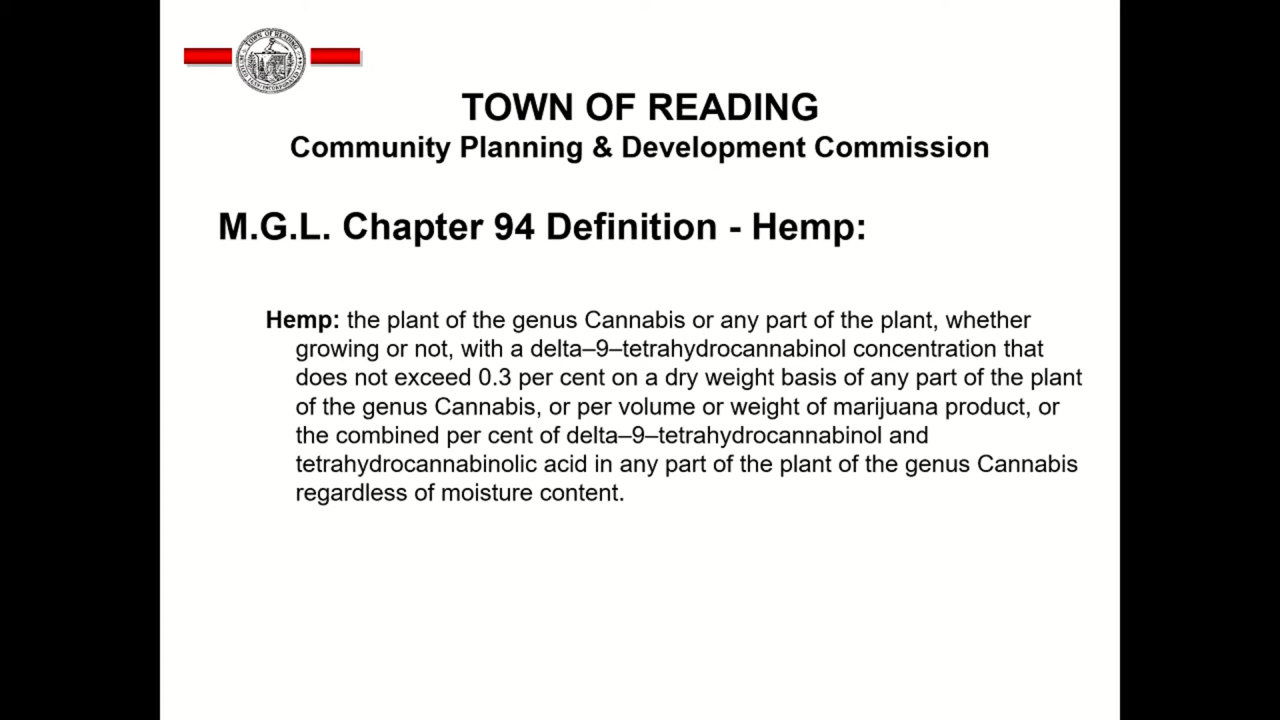 TOWN OF READING
TOWN OF READING
Community Planning & Development Commission
M.G.L. Chapter 94 Definition - Hemp:
Hemp: the plant of the genus Cannabis or any part of the plant, whether
growing or not, with a delta–9–tetrahydrocannabinol concentration that
does not exceed 0.3 per cent on a dry weight basis of any part of the plant
of the genus Cannabis, or per volume or weight of marijuana product, or
the combined per cent of delta–9–tetrahydrocannabinol and
tetrahydrocannabinolic acid in any part of the plant of the genus Cannabis
regardless of moisture content.